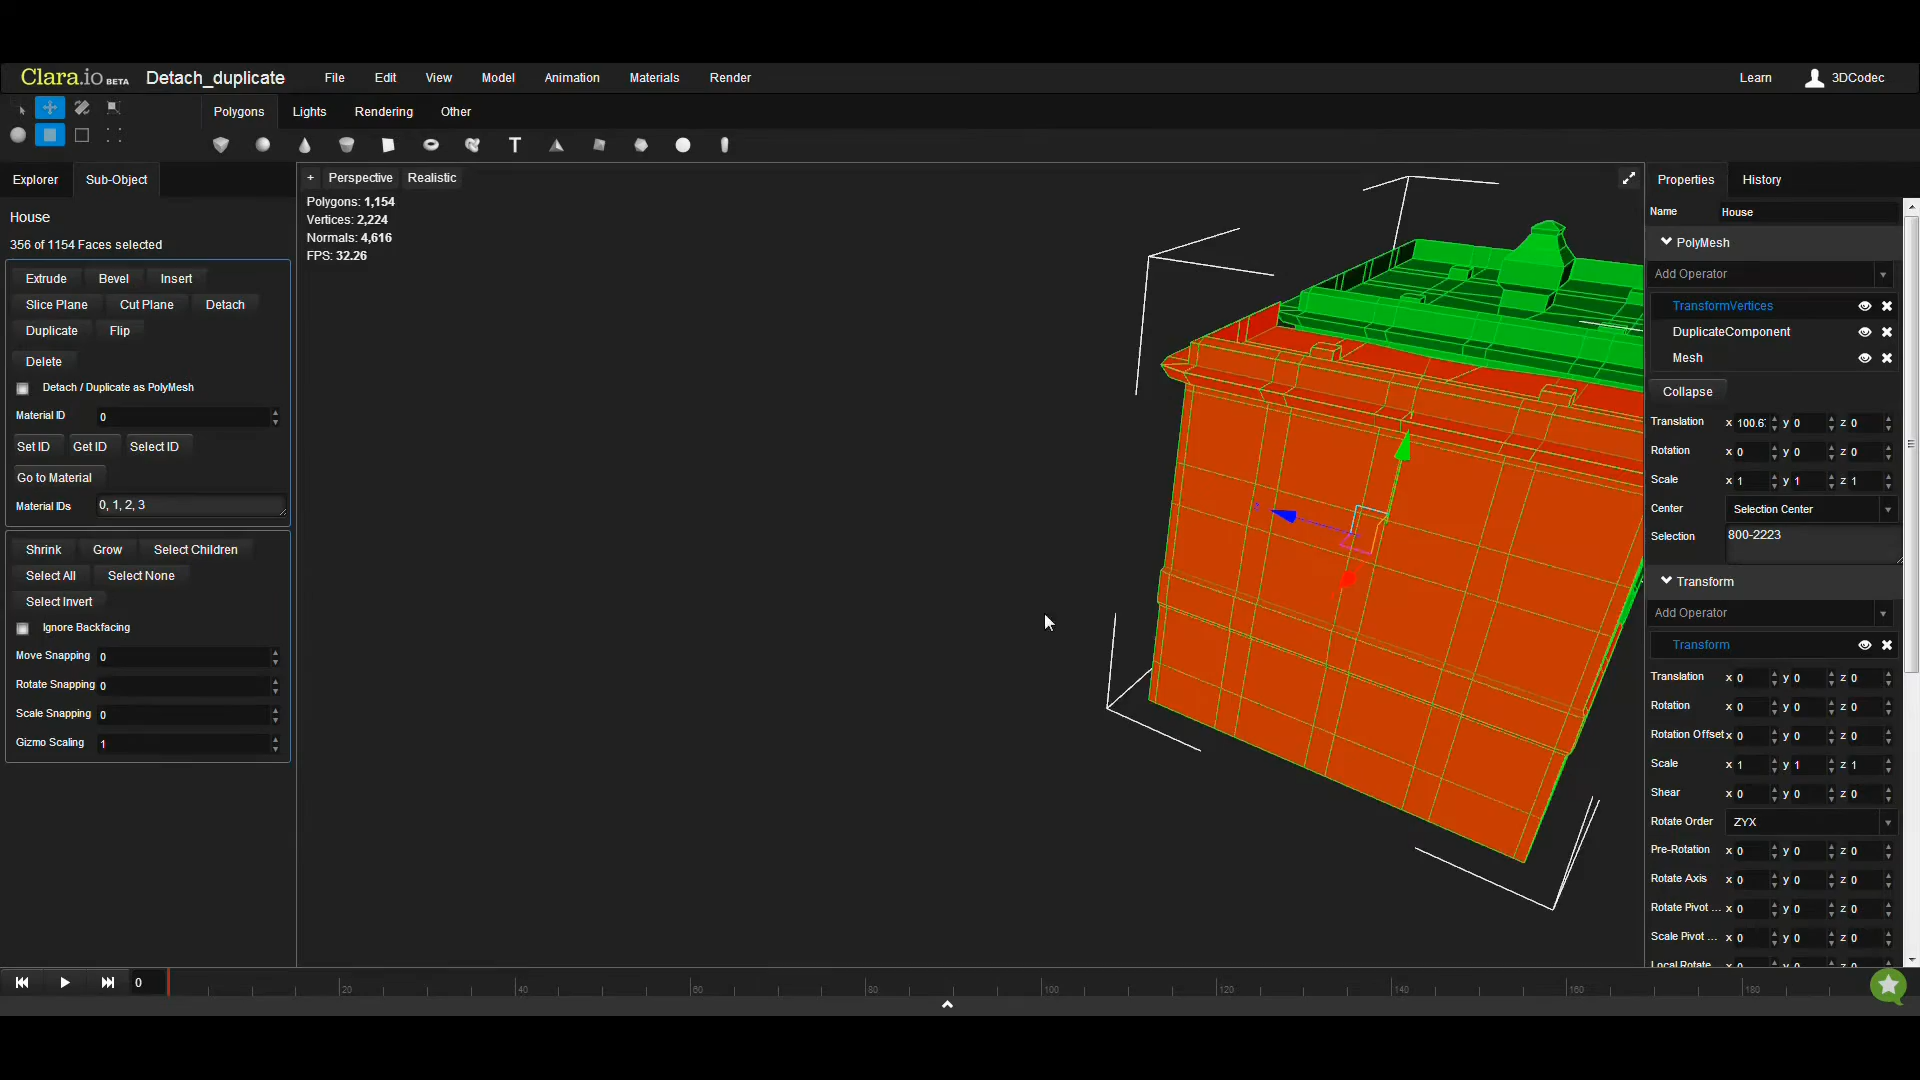 Clara.io BETA Detach_duplicate File Edit View Model Animation Materials Render Learn 3DCodec
Polygons Lights Rendering Other
T
Explorer Sub-Object
House
356 of 1154 Faces selected
Extrude Bevel Insert
Slice Plane Cut Plane Detach
Duplicate Flip
Delete
Detach / Duplicate as PolyMesh
Material ID 0
Set ID Get ID Select ID
Go to Material
Material IDs 0, 1, 2, 3
Shrink Grow Select Children
Select All Select None
Select Invert
Ignore Backfacing
Move Snapping 0
Rotate Snapping 0
Scale Snapping 0
Gizmo Scaling 1
+ Perspective Realistic
Polygons: 1,154
Vertices: 2,224
Normals: 4,616
FPS: 32.26
Z
Properties History
Name House
PolyMesh
Add Operator
TransformVertices
DuplicateComponent
Mesh
Collapse
Translation x 100.6 y 0 z 0
Rotation x 0 y 0 z 0
Scale x 1 y 1 z 1
Center Selection Center
Selection 800-2223
Transform
Add Operator
Transform
Translation x 0 y 0 z 0
Rotation x 0 y 0 z 0
Rotation Offset x 0 y 0 z 0
Scale x 1 y 1 z 1
Shear x 0 y 0 z 0
Rotate Order ZYX
Pre-Rotation x 0 y 0 z 0
Rotate Axis x 0 y 0 z 0
Rotate Pivot ... x 0 y 0 z 0
Scale Pivot ... x 0 y 0 z 0
Local Rotate x 0 y 0 z 0
0 20 40 60 80 100 120 140 160 180